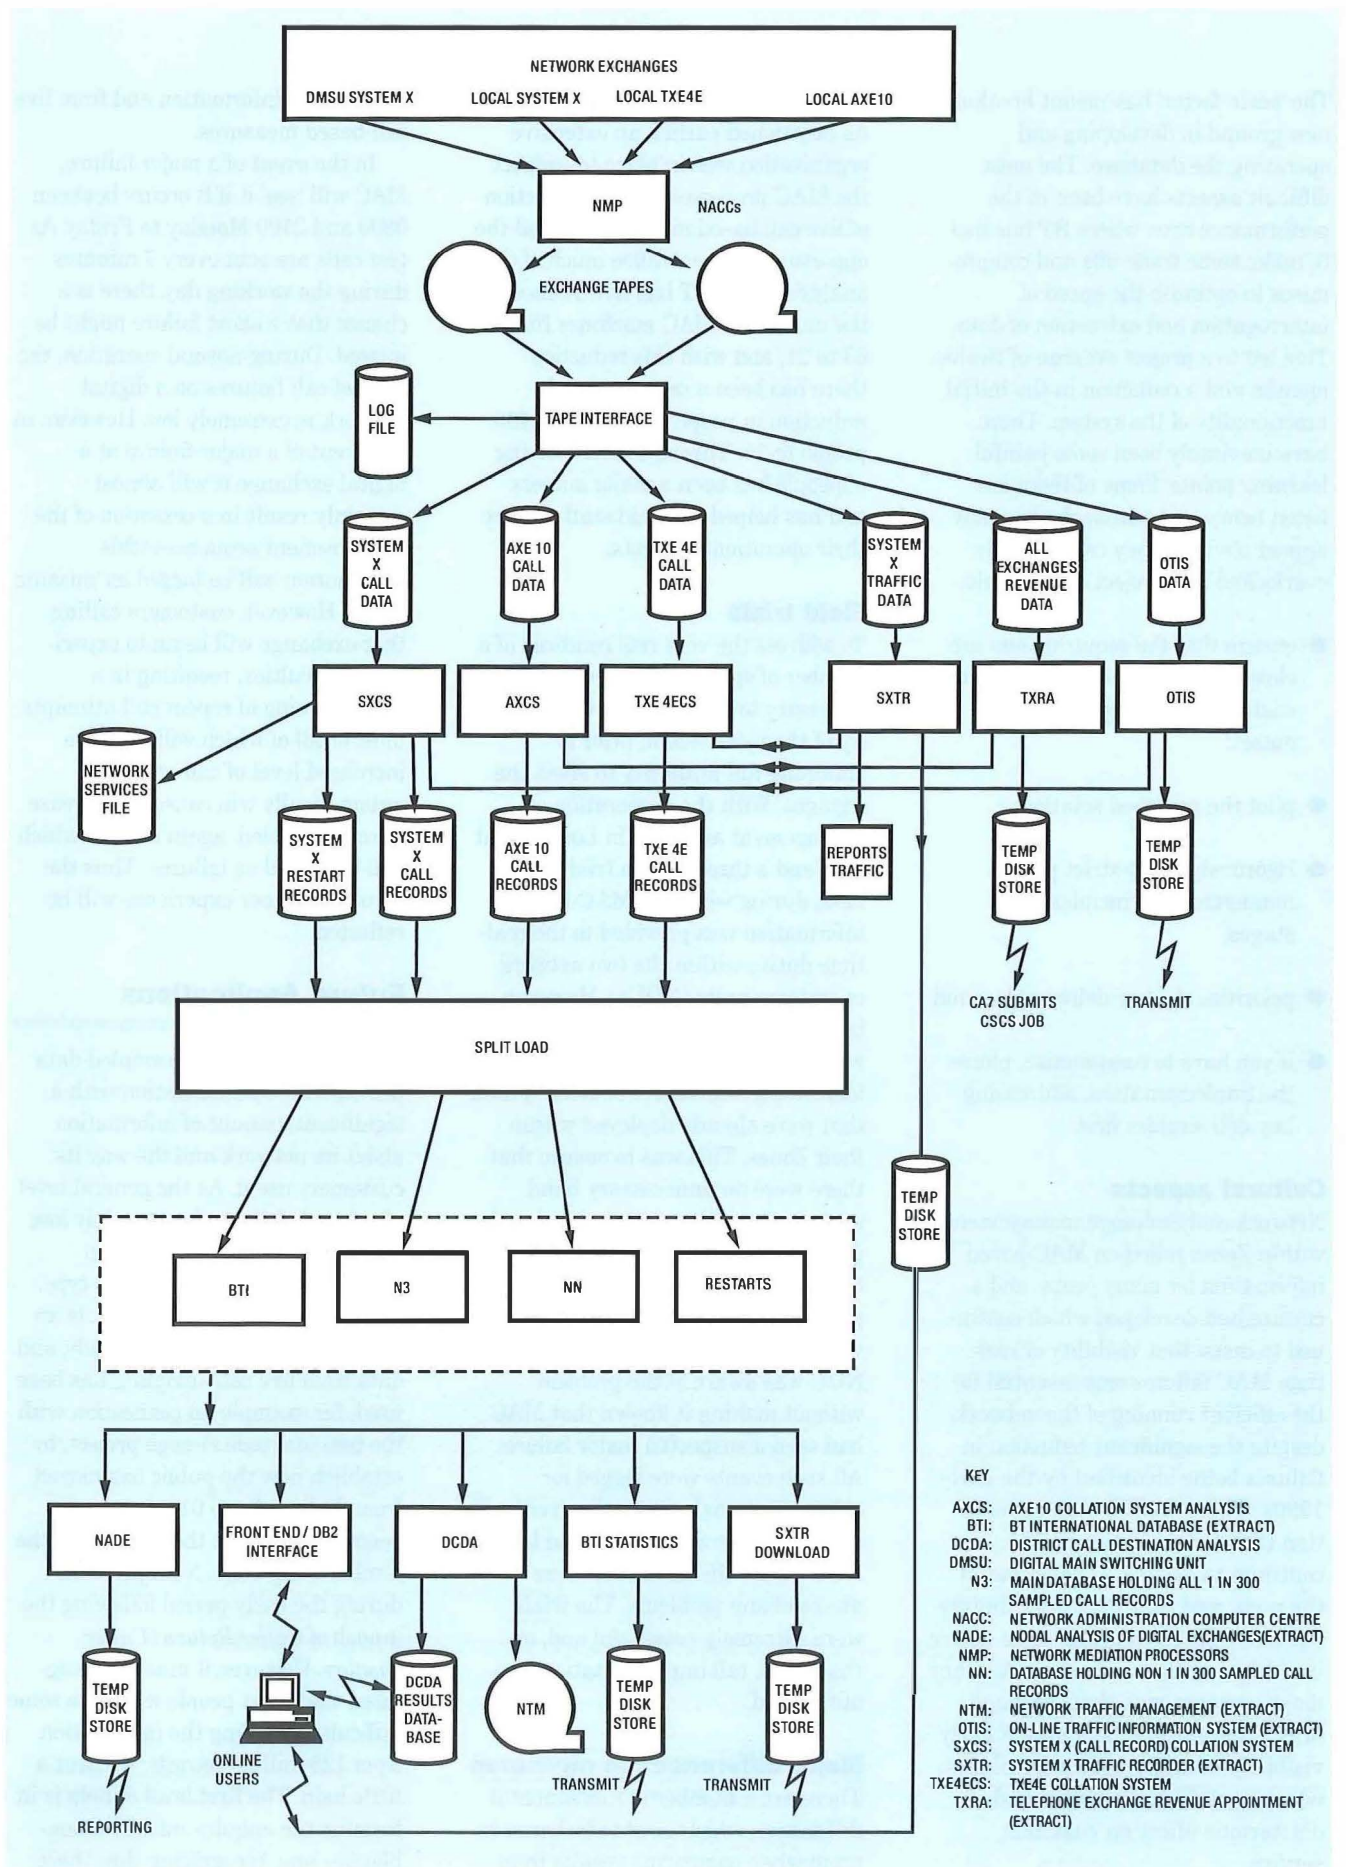 NETWORK EXCHANGES
DMSU SYSTEM X
LOCAL SYSTEM X
LOCAL TXE4E
LOCAL AXE10
NMP
NACCs
EXCHANGE TAPES
LOG
FILE
TAPE INTERFACE
SYSTEM
X
CALL
DATA
AXE 10
CALL
DATA
TXE 4E
CALL
DATA
SYSTEM
X
TRAFFIC
DATA
ALL
EXCHANGES
REVENUE
DATA
OTIS
DATA
SXCS
AXCS
TXE 4ECS
SXTR
TXRA
OTIS
NETWORK
SERVICES
FILE
SYSTEM
X
RESTART
RECORDS
SYSTEM
X
CALL
RECORDS
AXE 10
CALL
RECORDS
TXE 4E
CALL
RECORDS
REPORTS
TRAFFIC
TEMP
DISK
STORE
TEMP
DISK
STORE
CA7 SUBMITS
CSCS JOB
TRANSMIT
SPLIT LOAD
TEMP
DISK
STORE
BTI
N3
NN
RESTARTS
NADE
FRONT END / DB2
INTERFACE
DCDA
BTI STATISTICS
SXTR
DOWNLOAD
TEMP
DISK
STORE
ONLINE
USERS
DCDA
RESULTS
DATA-
BASE
NTM
TEMP
DISK
STORE
TEMP
DISK
STORE
REPORTING
TRANSMIT
TRANSMIT
KEY
AXCS: AXE10 COLLATION SYSTEM ANALYSIS
BTI: BT INTERNATIONAL DATABASE (EXTRACT)
DCDA: DISTRICT CALL DESTINATION ANALYSIS
DMSU: DIGITAL MAIN SWITCHING UNIT
N3: MAIN DATABASE HOLDING ALL 1 IN 300
SAMPLED CALL RECORDS
NACC: NETWORK ADMINISTRATION COMPUTER CENTRE
NADE: NODAL ANALYSIS OF DIGITAL EXCHANGES(EXTRACT)
NMP: NETWORK MEDIATION PROCESSORS
NN: DATABASE HOLDING NON 1 IN 300 SAMPLED CALL
RECORDS
NTM: NETWORK TRAFFIC MANAGEMENT (EXTRACT)
OTIS: ON-LINE TRAFFIC INFORMATION SYSTEM (EXTRACT)
SXCS: SYSTEM X (CALL RECORD) COLLATION SYSTEM
SXTR: SYSTEM X TRAFFIC RECORDER (EXTRACT)
TXE4ECS: TXE4E COLLATION SYSTEM
TXRA: TELEPHONE EXCHANGE REVENUE APPOINTMENT
(EXTRACT)